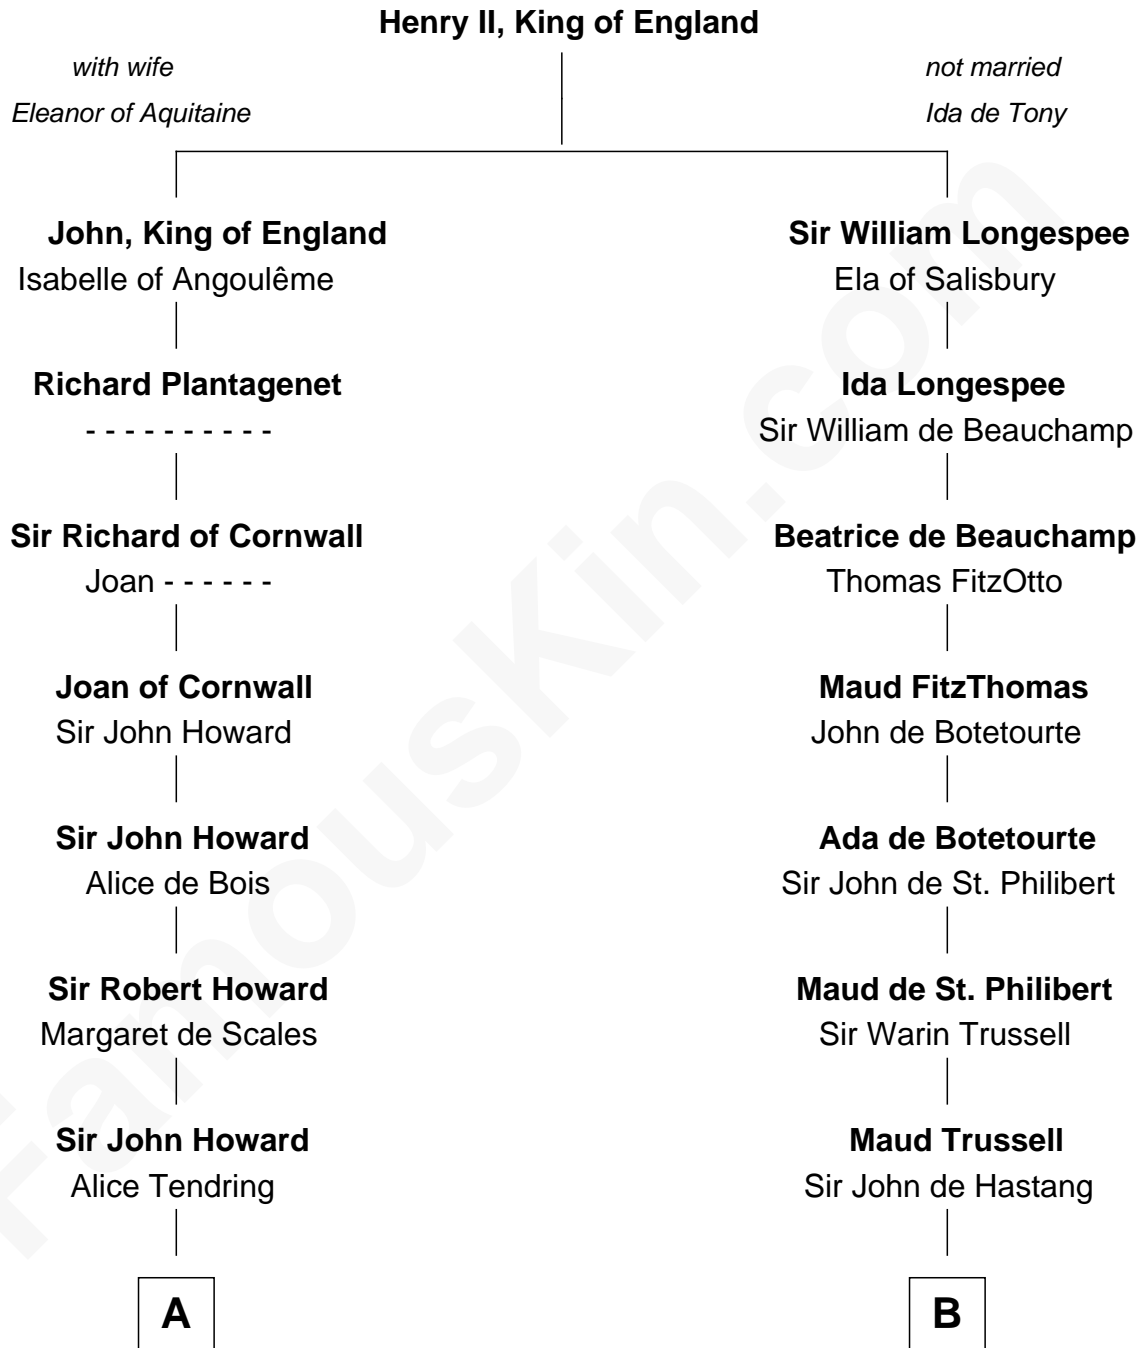 Henry II, King of England
with wife
Eleanor of Aquitaine
not married
Ida de Tony
John, King of England
Isabelle of Angoulême
Sir William Longespee
Ela of Salisbury
Richard Plantagenet
- - - - - - - - - -
Ida Longespee
Sir William de Beauchamp
Sir Richard of Cornwall
Joan - - - - - -
Beatrice de Beauchamp
Thomas FitzOtto
Joan of Cornwall
Sir John Howard
Maud FitzThomas
John de Botetourte
Sir John Howard
Alice de Bois
Ada de Botetourte
Sir John de St. Philibert
Sir Robert Howard
Margaret de Scales
Maud de St. Philibert
Sir Warin Trussell
Sir John Howard
Alice Tendring
Maud Trussell
Sir John de Hastang
A
B
FamousKin.com